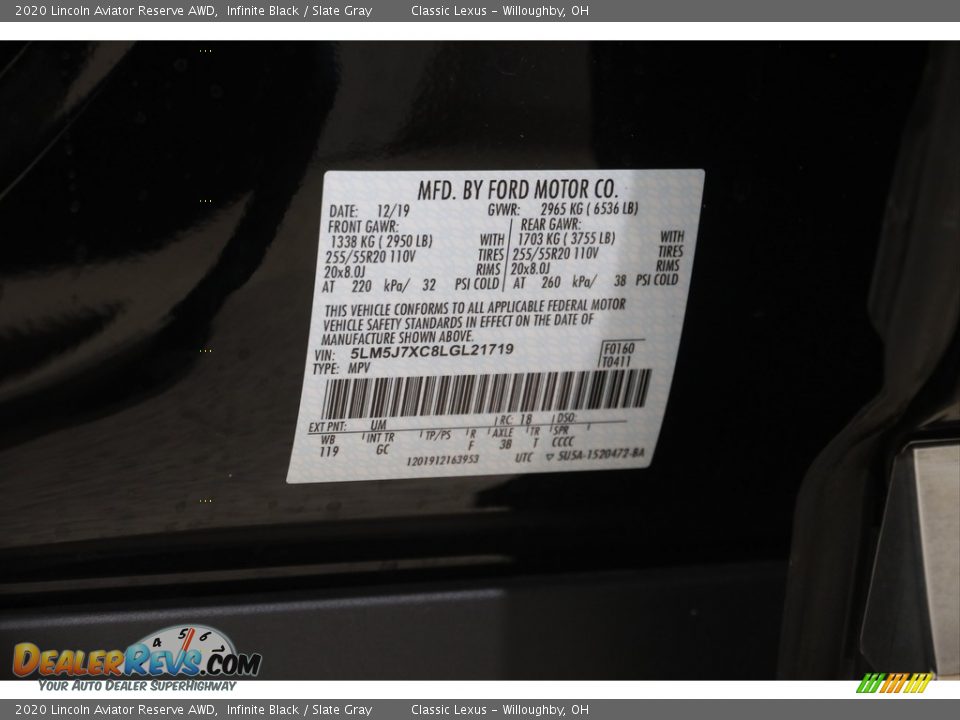 2020 Lincoln Aviator Reserve AWD, Infinite Black / Slate Gray Classic Lexus - Willoughby, OH
MFD. BY FORD MOTOR CO.
DATE: 12/19 GVWR: 2965 KG ( 6536 LB)
FRONT GAWR: REAR GAWR:
1338 KG ( 2950 LB) WITH 1703 KG ( 3755 LB) WITH
255/55R20 110V TIRES 255/55R20 110V TIRES
20x8.0J RIMS 20x8.0J RIMS
AT 220 kPa/ 32 PSI COLD AT 260 kPa/ 38 PSI COLD
THIS VEHICLE CONFORMS TO ALL APPLICABLE FEDERAL MOTOR
VEHICLE SAFETY STANDARDS IN EFFECT ON THE DATE OF
MANUFACTURE SHOWN ABOVE.
VIN: 5LM5J7XC8LGL21719 F0160
TYPE: MPV T0411
EXT PNT: UM RC: 18 DSO:
WB INT TR TP/PS R AXLE TR SPR
119 GC F 3B T CCCC
1201912163953 UTC ▽ 5USA-1520472-BA
4 5 6
DEALERREVS.COM
YOUR AUTO DEALER SUPERHIGHWAY
2020 Lincoln Aviator Reserve AWD, Infinite Black / Slate Gray Classic Lexus - Willoughby, OH